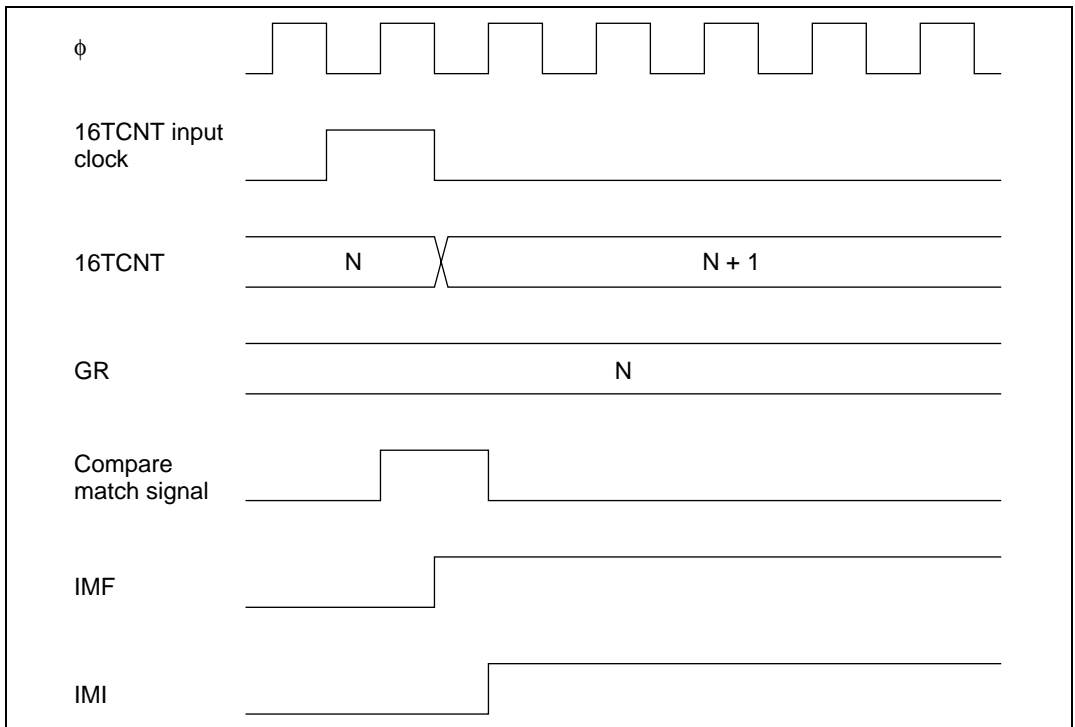 φ
16TCNT input
clock
16TCNT
N
N + 1
GR
N
Compare
match signal
IMF
IMI